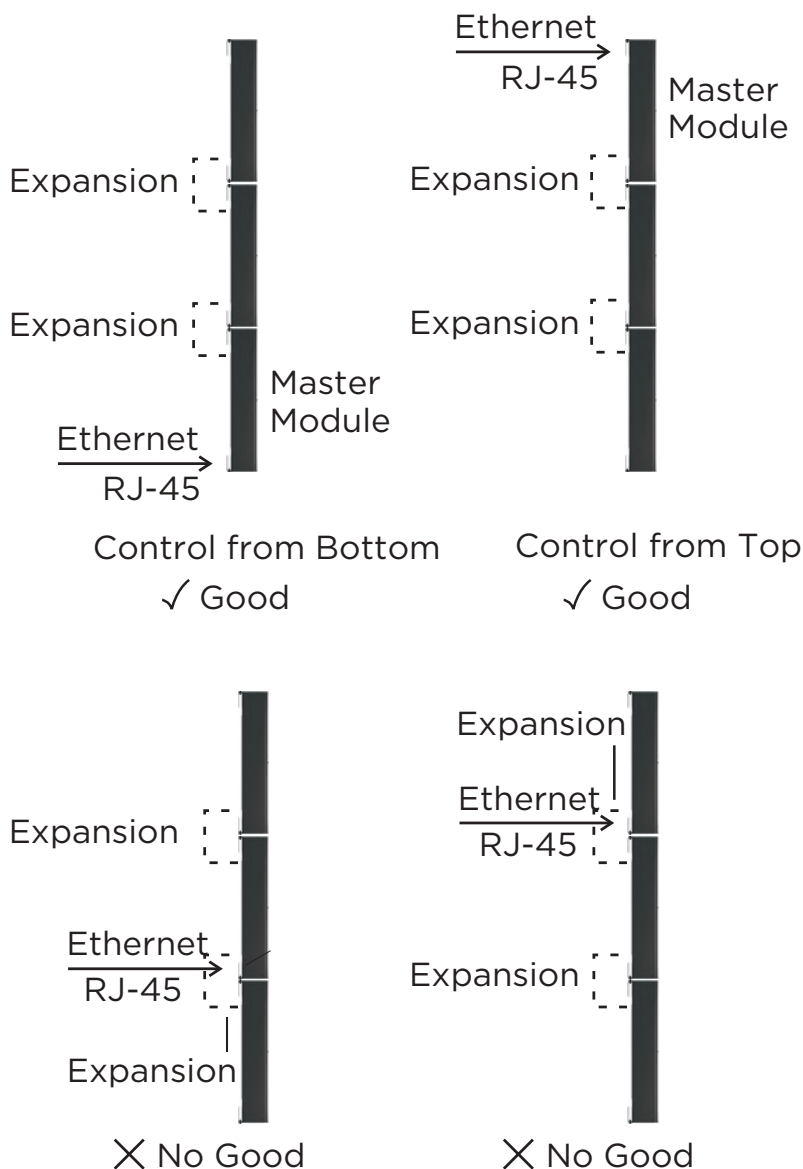 Ethernet
RJ-45
Expansion
Expansion
Master
Module
Ethernet
RJ-45
Master
Module
Expansion
Expansion
Control from Bottom
✓ Good
Control from Top
✓ Good
Expansion
Ethernet
RJ-45
Expansion
Expansion
Ethernet
RJ-45
Expansion
✕ No Good
✕ No Good